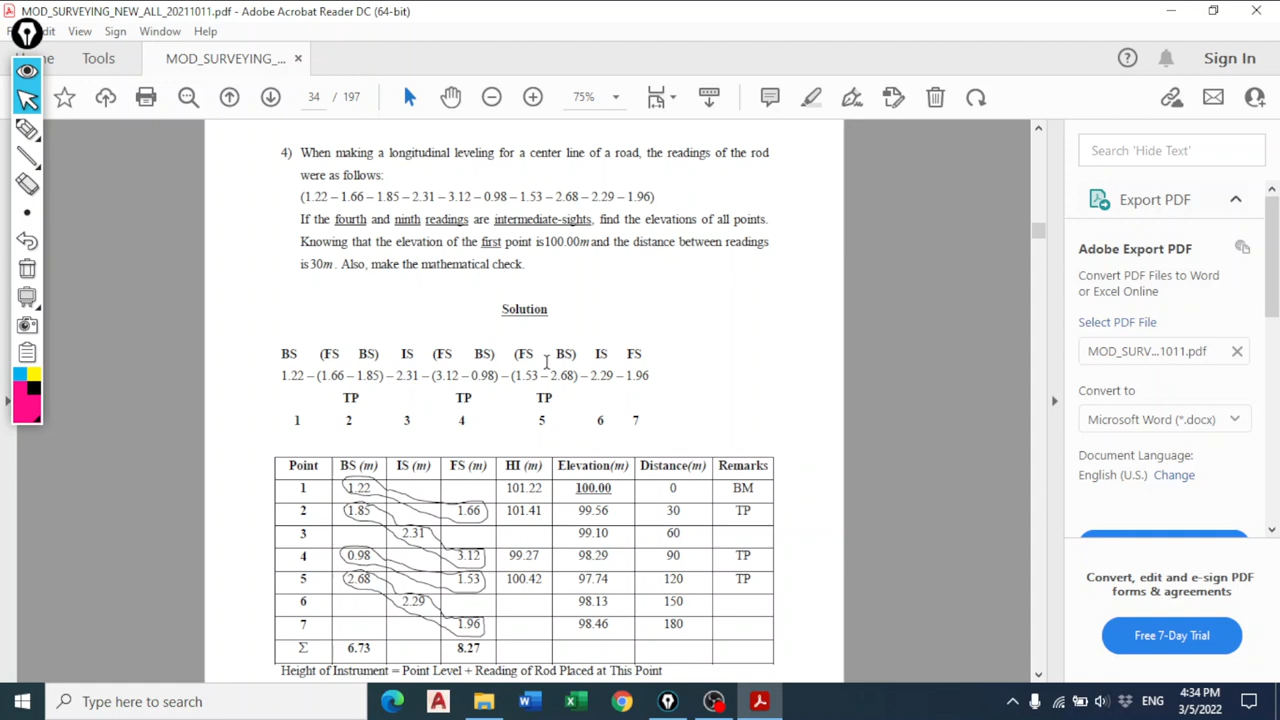 MOD_SURVEYING_NEW_ALL_20211011.pdf - Adobe Acrobat Reader DC (64-bit)
View Sign Window Help
Tools MOD_SURVEYING_... × Sign In
34 / 197 75%
4) When making a longitudinal leveling for a center line of a road, the readings of the rod
were as follows:
(1.22 – 1.66 – 1.85 – 2.31 – 3.12 – 0.98 – 1.53 – 2.68 – 2.29 – 1.96)
If the fourth and ninth readings are intermediate-sights, find the elevations of all points.
Knowing that the elevation of the first point is100.00m and the distance between readings
is 30m. Also, make the mathematical check.
Solution
BS (FS BS) IS (FS BS) (FS BS) IS FS
1.22 – (1.66 – 1.85) – 2.31 – (3.12 – 0.98) – (1.53 – 2.68) – 2.29 – 1.96
TP TP TP
1 2 3 4 5 6 7
Point BS (m) IS (m) FS (m) HI (m) Elevation(m) Distance(m) Remarks
1 1.22 101.22 100.00 0 BM
2 1.85 1.66 101.41 99.56 30 TP
3 2.31 99.10 60
4 0.98 3.12 99.27 98.29 90 TP
5 2.68 1.53 100.42 97.74 120 TP
6 2.29 98.13 150
7 1.96 98.46 180
Σ 6.73 8.27
Height of Instrument = Point Level + Reading of Rod Placed at This Point
Search 'Hide Text'
Export PDF
Adobe Export PDF
Convert PDF Files to Word
or Excel Online
Select PDF File
MOD_SURV...1011.pdf ×
Convert to
Microsoft Word (*.docx)
Document Language:
English (U.S.) Change
Convert, edit and e-sign PDF
forms & agreements
Free 7-Day Trial
Type here to search
ENG
4:34 PM
3/5/2022